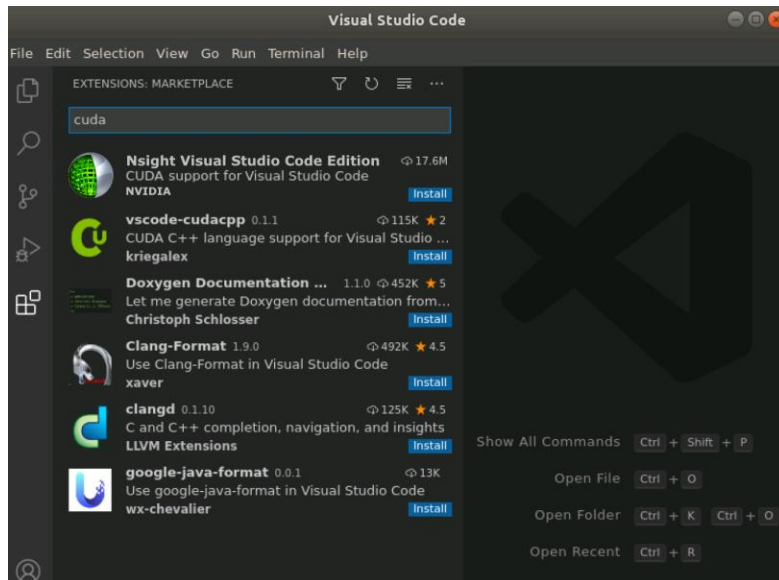 Visual Studio Code
File Edit Selection View Go Run Terminal Help
EXTENSIONS: MARKETPLACE
cuda
Nsight Visual Studio Code Edition 17.6M
CUDA support for Visual Studio Code
NVIDIA Install
vscode-cudacpp 0.1.1 115K ★ 2
CUDA C++ language support for Visual Studio ...
kriegalex Install
Doxygen Documentation ... 1.1.0 452K ★ 5
Let me generate Doxygen documentation from...
Christoph Schlosser Install
Clang-Format 1.9.0 492K ★ 4.5
Use Clang-Format in Visual Studio Code
xaver Install
clangd 0.1.10 125K ★ 4.5
C and C++ completion, navigation, and insights
LLVM Extensions Install
google-java-format 0.0.1 13K
Use google-java-format in Visual Studio Code
wx-chevalier Install
Show All Commands Ctrl + Shift + P
Open File Ctrl + O
Open Folder Ctrl + K Ctrl + O
Open Recent Ctrl + R